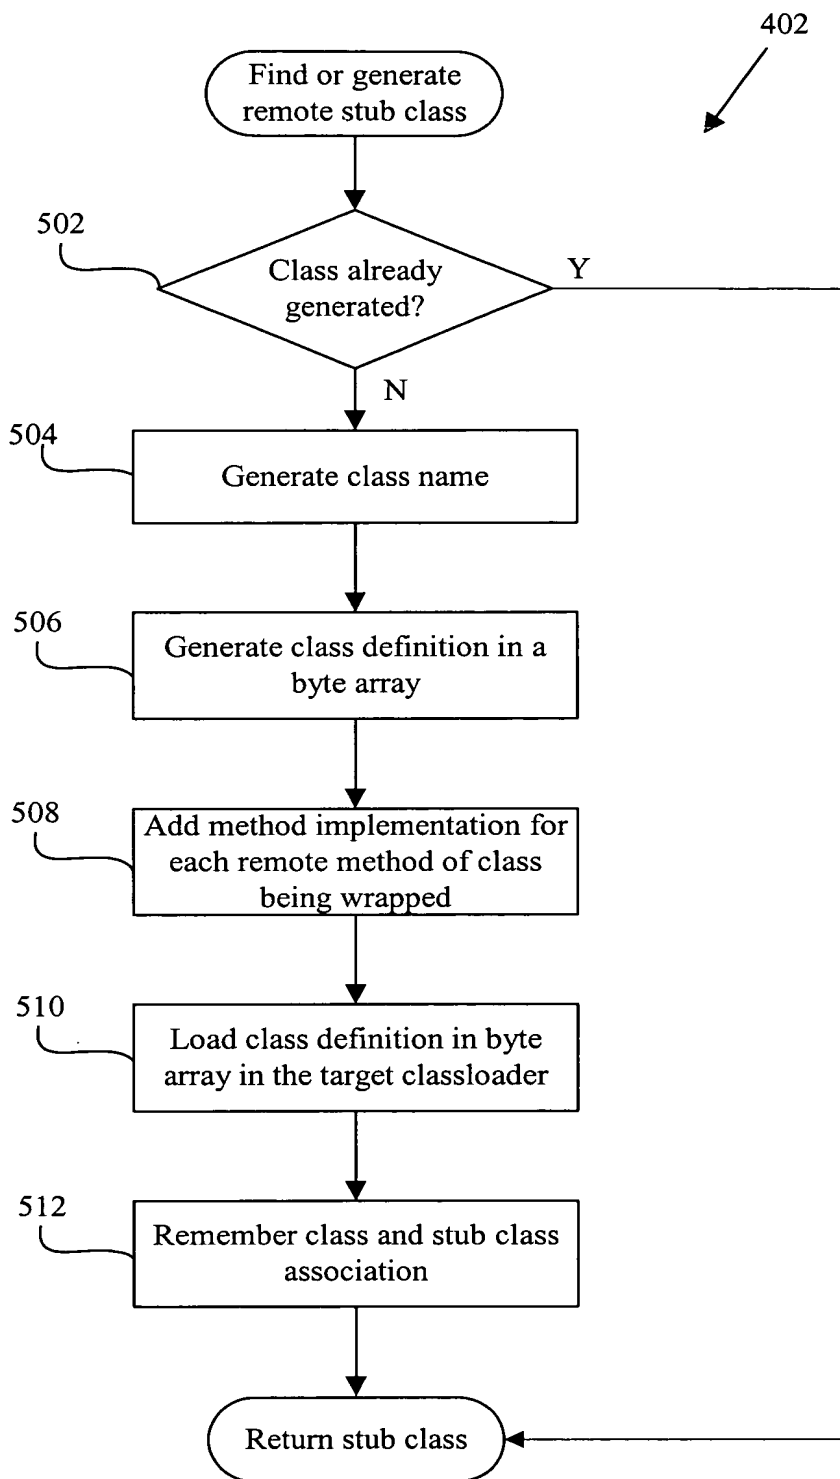 402
Find or generate
remote stub class
502
Class already
generated?
Y
N
504
Generate class name
506
Generate class definition in a
byte array
508
Add method implementation for
each remote method of class
being wrapped
510
Load class definition in byte
array in the target classloader
512
Remember class and stub class
association
Return stub class